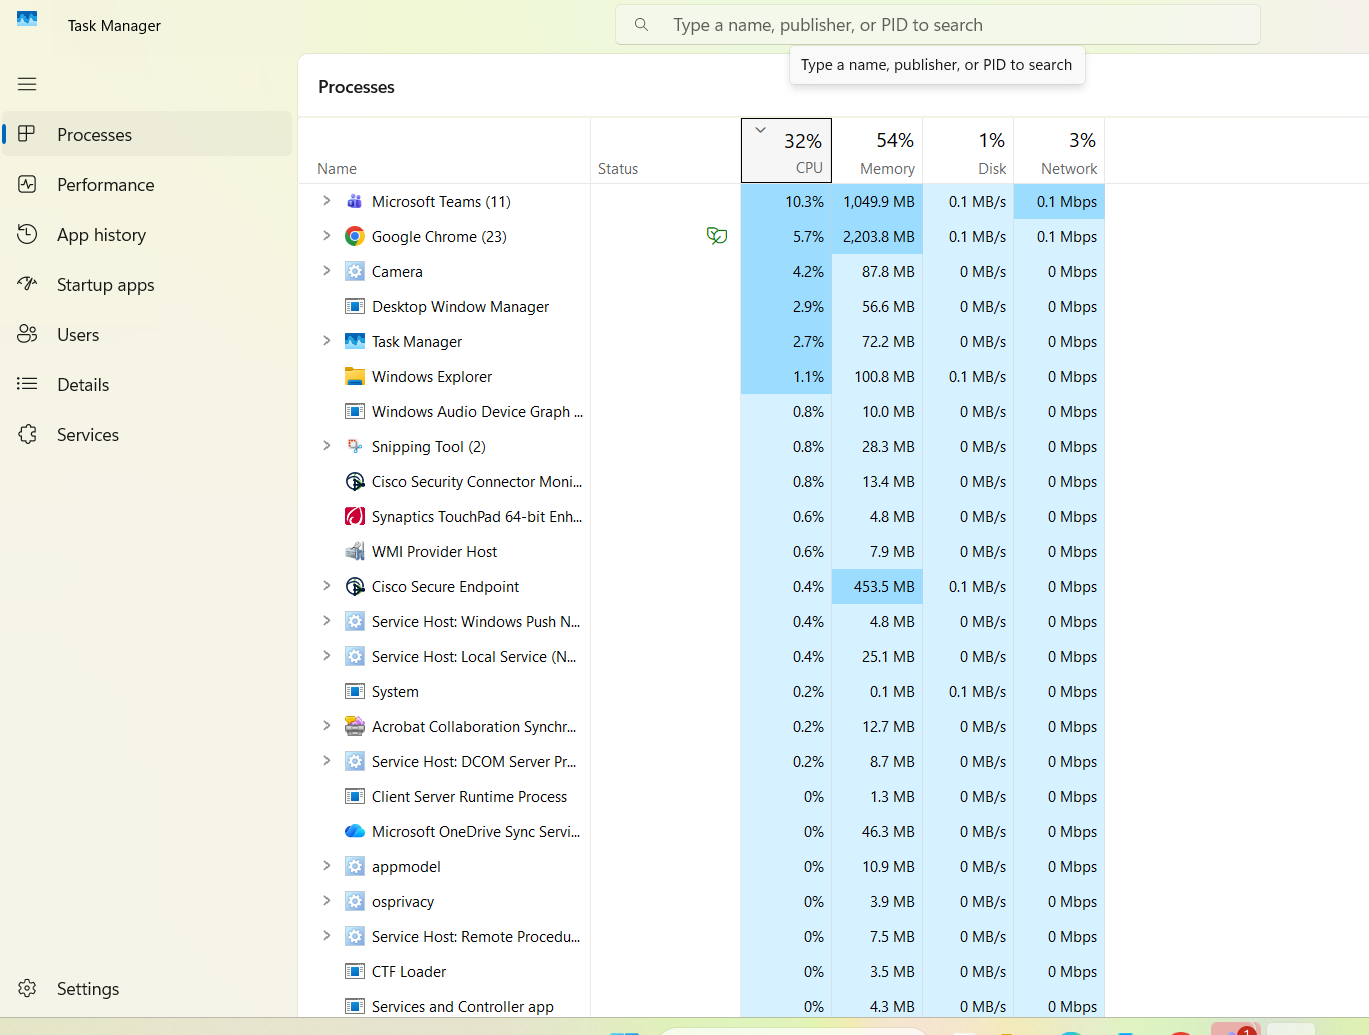 Task Manager
Type a name, publisher, or PID to search
Type a name, publisher, or PID to search
Processes
Processes
Performance
App history
Startup apps
Users
Details
Services
Settings
32% 54% 1% 3%
Name Status CPU Memory Disk Network
Microsoft Teams (11) 10.3% 1,049.9 MB 0.1 MB/s 0.1 Mbps
Google Chrome (23) 5.7% 2,203.8 MB 0.1 MB/s 0.1 Mbps
Camera 4.2% 87.8 MB 0 MB/s 0 Mbps
Desktop Window Manager 2.9% 56.6 MB 0 MB/s 0 Mbps
Task Manager 2.7% 72.2 MB 0 MB/s 0 Mbps
Windows Explorer 1.1% 100.8 MB 0.1 MB/s 0 Mbps
Windows Audio Device Graph ... 0.8% 10.0 MB 0 MB/s 0 Mbps
Snipping Tool (2) 0.8% 28.3 MB 0 MB/s 0 Mbps
Cisco Security Connector Moni... 0.8% 13.4 MB 0 MB/s 0 Mbps
Synaptics TouchPad 64-bit Enh... 0.6% 4.8 MB 0 MB/s 0 Mbps
WMI Provider Host 0.6% 7.9 MB 0 MB/s 0 Mbps
Cisco Secure Endpoint 0.4% 453.5 MB 0.1 MB/s 0 Mbps
Service Host: Windows Push N... 0.4% 4.8 MB 0 MB/s 0 Mbps
Service Host: Local Service (N... 0.4% 25.1 MB 0 MB/s 0 Mbps
System 0.2% 0.1 MB 0.1 MB/s 0 Mbps
Acrobat Collaboration Synchr... 0.2% 12.7 MB 0 MB/s 0 Mbps
Service Host: DCOM Server Pr... 0.2% 8.7 MB 0 MB/s 0 Mbps
Client Server Runtime Process 0% 1.3 MB 0 MB/s 0 Mbps
Microsoft OneDrive Sync Servi... 0% 46.3 MB 0 MB/s 0 Mbps
appmodel 0% 10.9 MB 0 MB/s 0 Mbps
osprivacy 0% 3.9 MB 0 MB/s 0 Mbps
Service Host: Remote Procedu... 0% 7.5 MB 0 MB/s 0 Mbps
CTF Loader 0% 3.5 MB 0 MB/s 0 Mbps
Services and Controller app 0% 4.3 MB 0 MB/s 0 Mbps
1